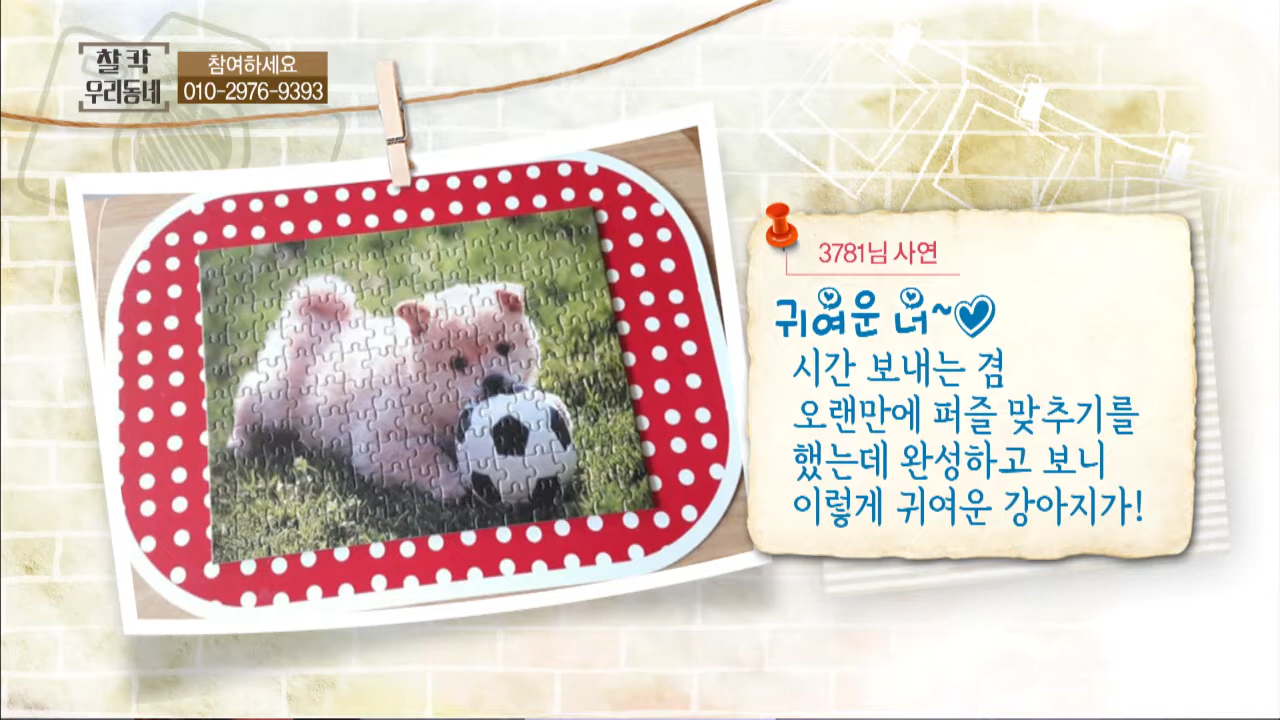 찰칵
우리동네
참여하세요
010-2976-9393
3781님 사연
귀여운 너~♥
시간 보내는 겸
오랜만에 퍼즐 맞추기를
했는데 완성하고 보니
이렇게 귀여운 강아지가!